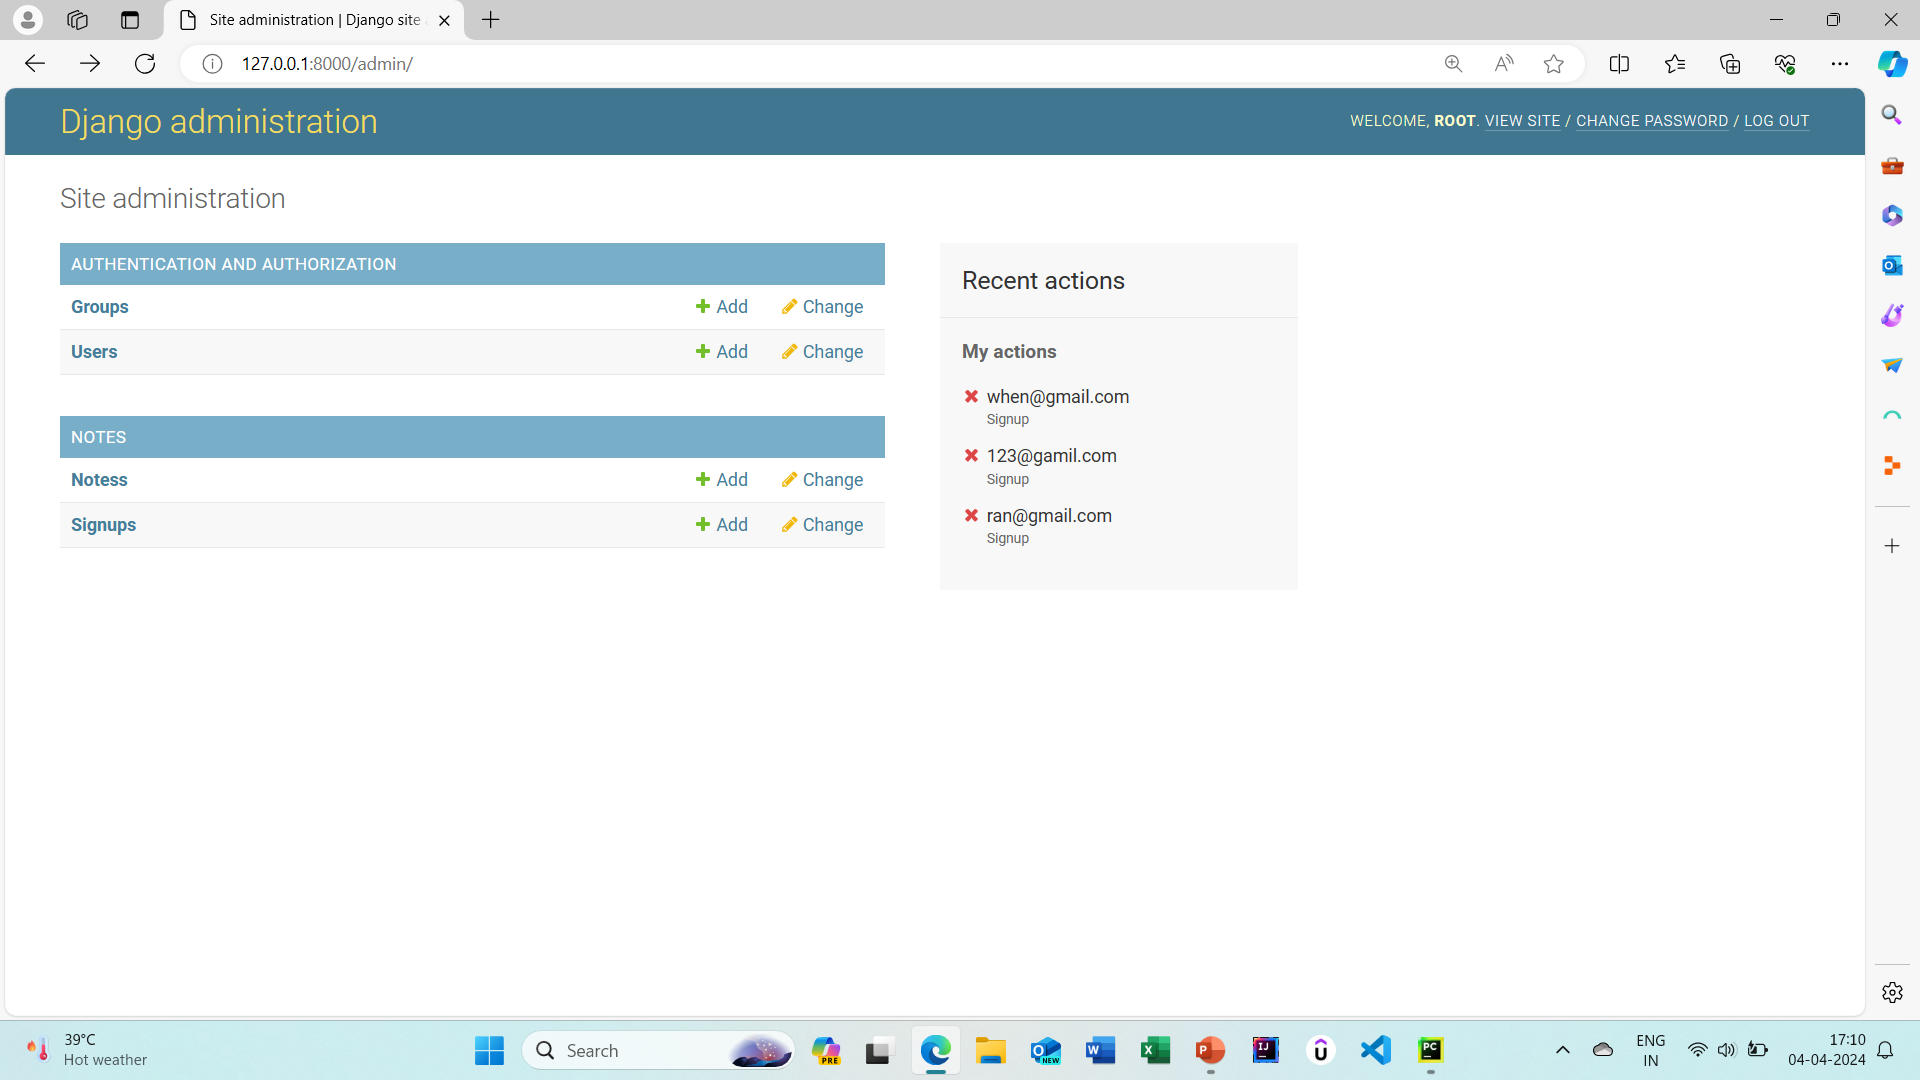 Site administration | Django site
127.0.0.1:8000/admin/
Django administration
WELCOME, ROOT. VIEW SITE / CHANGE PASSWORD / LOG OUT
Site administration
AUTHENTICATION AND AUTHORIZATION
Groups Add Change
Users Add Change
NOTES
Notess Add Change
Signups Add Change
Recent actions
My actions
when@gmail.com
Signup
123@gamil.com
Signup
ran@gmail.com
Signup
39°C
Hot weather
Search
PRE
NEW
ENG
IN
17:10
04-04-2024